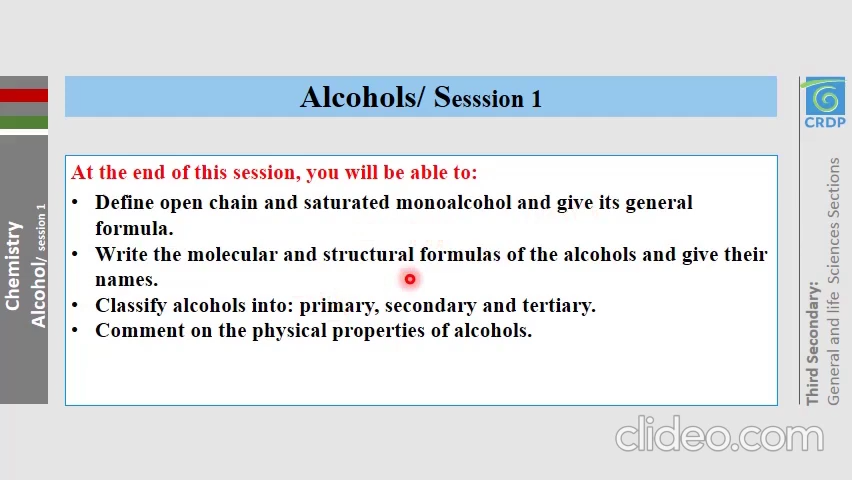 Alcohols/ Sesssion 1
At the end of this session, you will be able to:
• Define open chain and saturated monoalcohol and give its general
formula.
• Write the molecular and structural formulas of the alcohols and give their
names.
• Classify alcohols into: primary, secondary and tertiary.
• Comment on the physical properties of alcohols.
Chemistry
Alcohol/ session 1
CRDP
Third Secondary:
General and life Sciences Sections
clideo.com